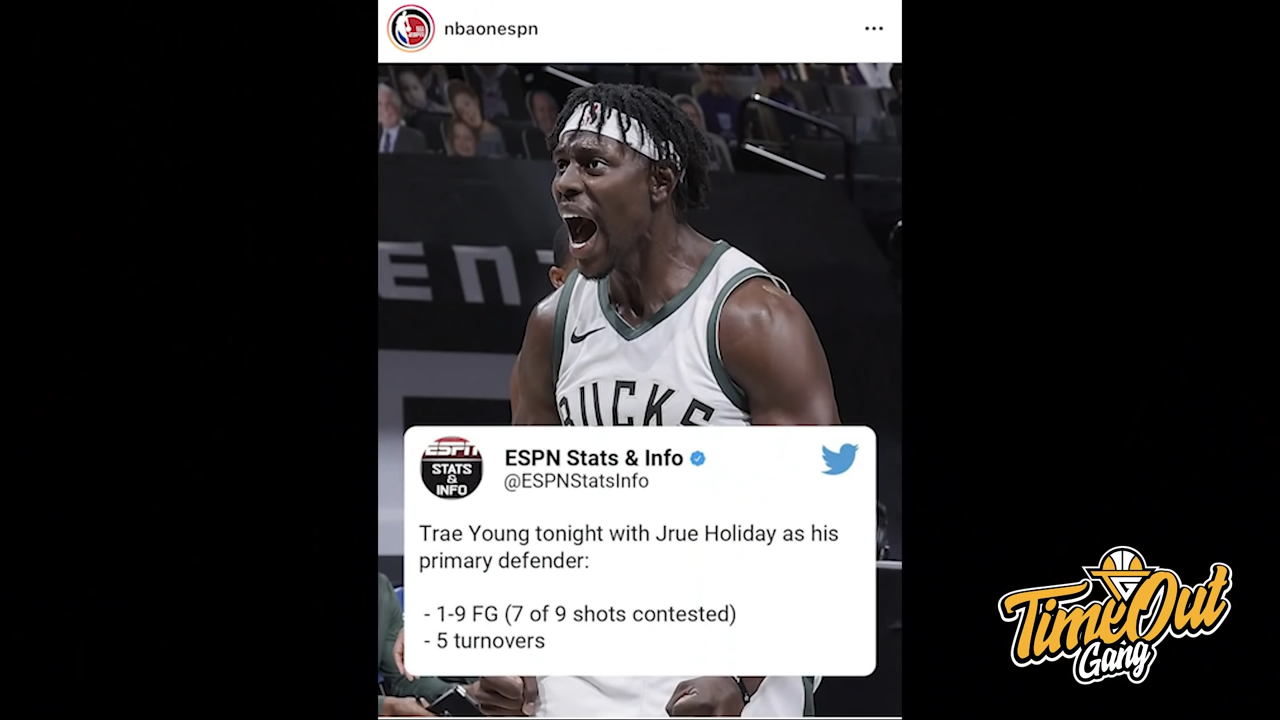 nbaonespn
ENT
BUCKS
ESPN
STATS
&
INFO
ESPN Stats & Info
@ESPNStatsInfo
Trae Young tonight with Jrue Holiday as his
primary defender:
- 1-9 FG (7 of 9 shots contested)
- 5 turnovers
TimeOut
Gang